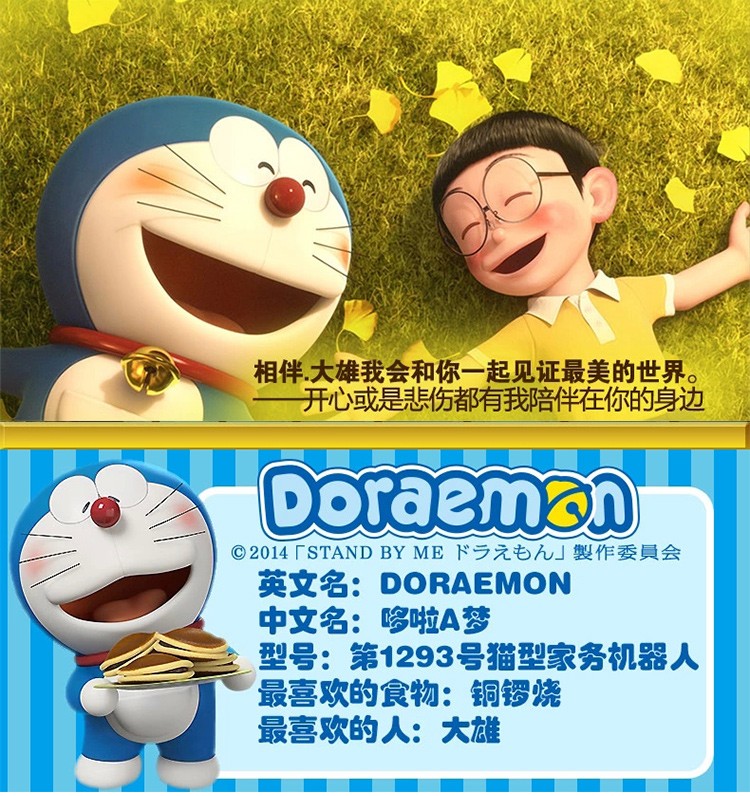 相伴.大雄我会和你一起见证最美的世界。
——开心或是悲伤都有我陪伴在你的身边
Doraemon
©2014「STAND BY ME ドラえもん」製作委員会
英文名：DORAEMON
中文名：哆啦A梦
型号：第1293号猫型家务机器人
最喜欢的食物：铜锣烧
最喜欢的人：大雄